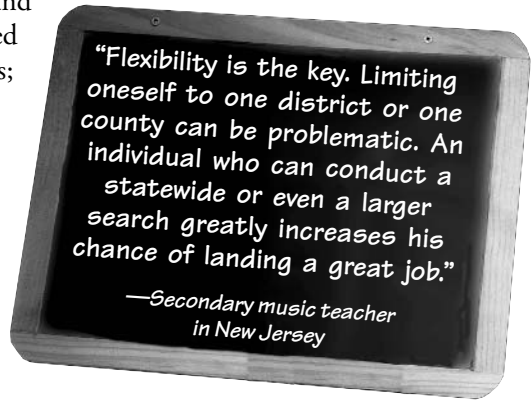 and
ed
s;
“Flexibility is the key. Limiting
oneself to one district or one
county can be problematic. An
individual who can conduct a
statewide or even a larger
search greatly increases his
chance of landing a great job.”
—Secondary music teacher
in New Jersey